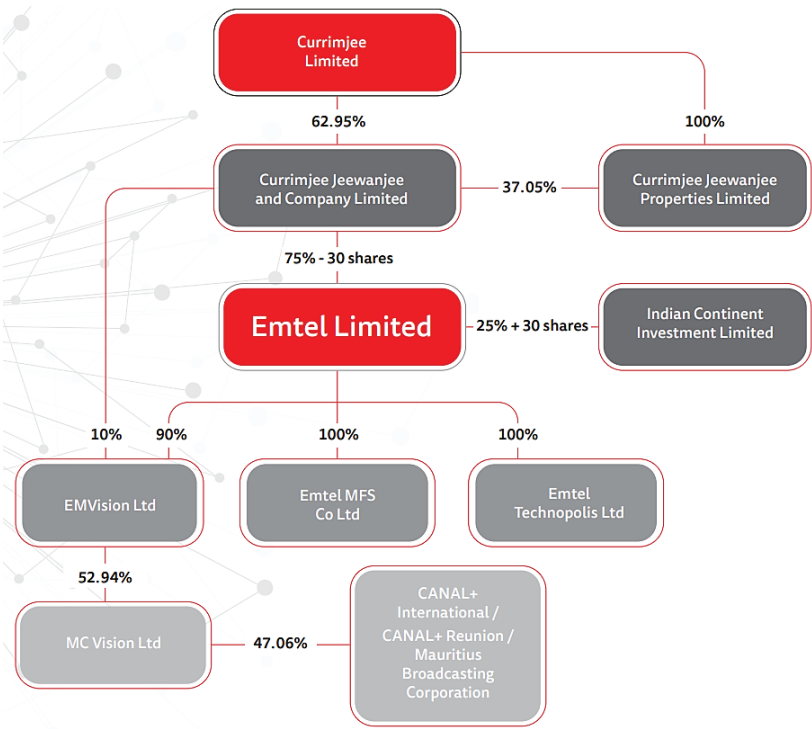 Currimjee
Limited
62.95%
100%
Currimjee Jeewanjee
and Company Limited
37.05%
Currimjee Jeewanjee
Properties Limited
75% - 30 shares
Emtel Limited
25% + 30 shares
Indian Continent
Investment Limited
10%
90%
100%
100%
EMVision Ltd
Emtel MFS
Co Ltd
Emtel
Technopolis Ltd
52.94%
MC Vision Ltd
47.06%
CANAL+
International /
CANAL+ Reunion /
Mauritius
Broadcasting
Corporation